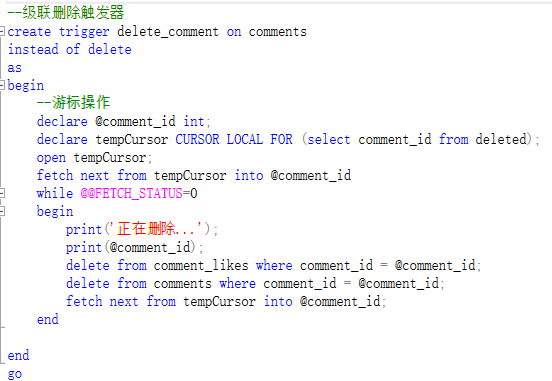 --级联删除触发器
create trigger delete_comment on comments
instead of delete
as
begin
--游标操作
declare @comment_id int;
declare tempCursor CURSOR LOCAL FOR (select comment_id from deleted);
open tempCursor;
fetch next from tempCursor into @comment_id
while @@FETCH_STATUS=0
begin
print('正在删除...');
print(@comment_id);
delete from comment_likes where comment_id = @comment_id;
delete from comments where comment_id = @comment_id;
fetch next from tempCursor into @comment_id;
end
end
go